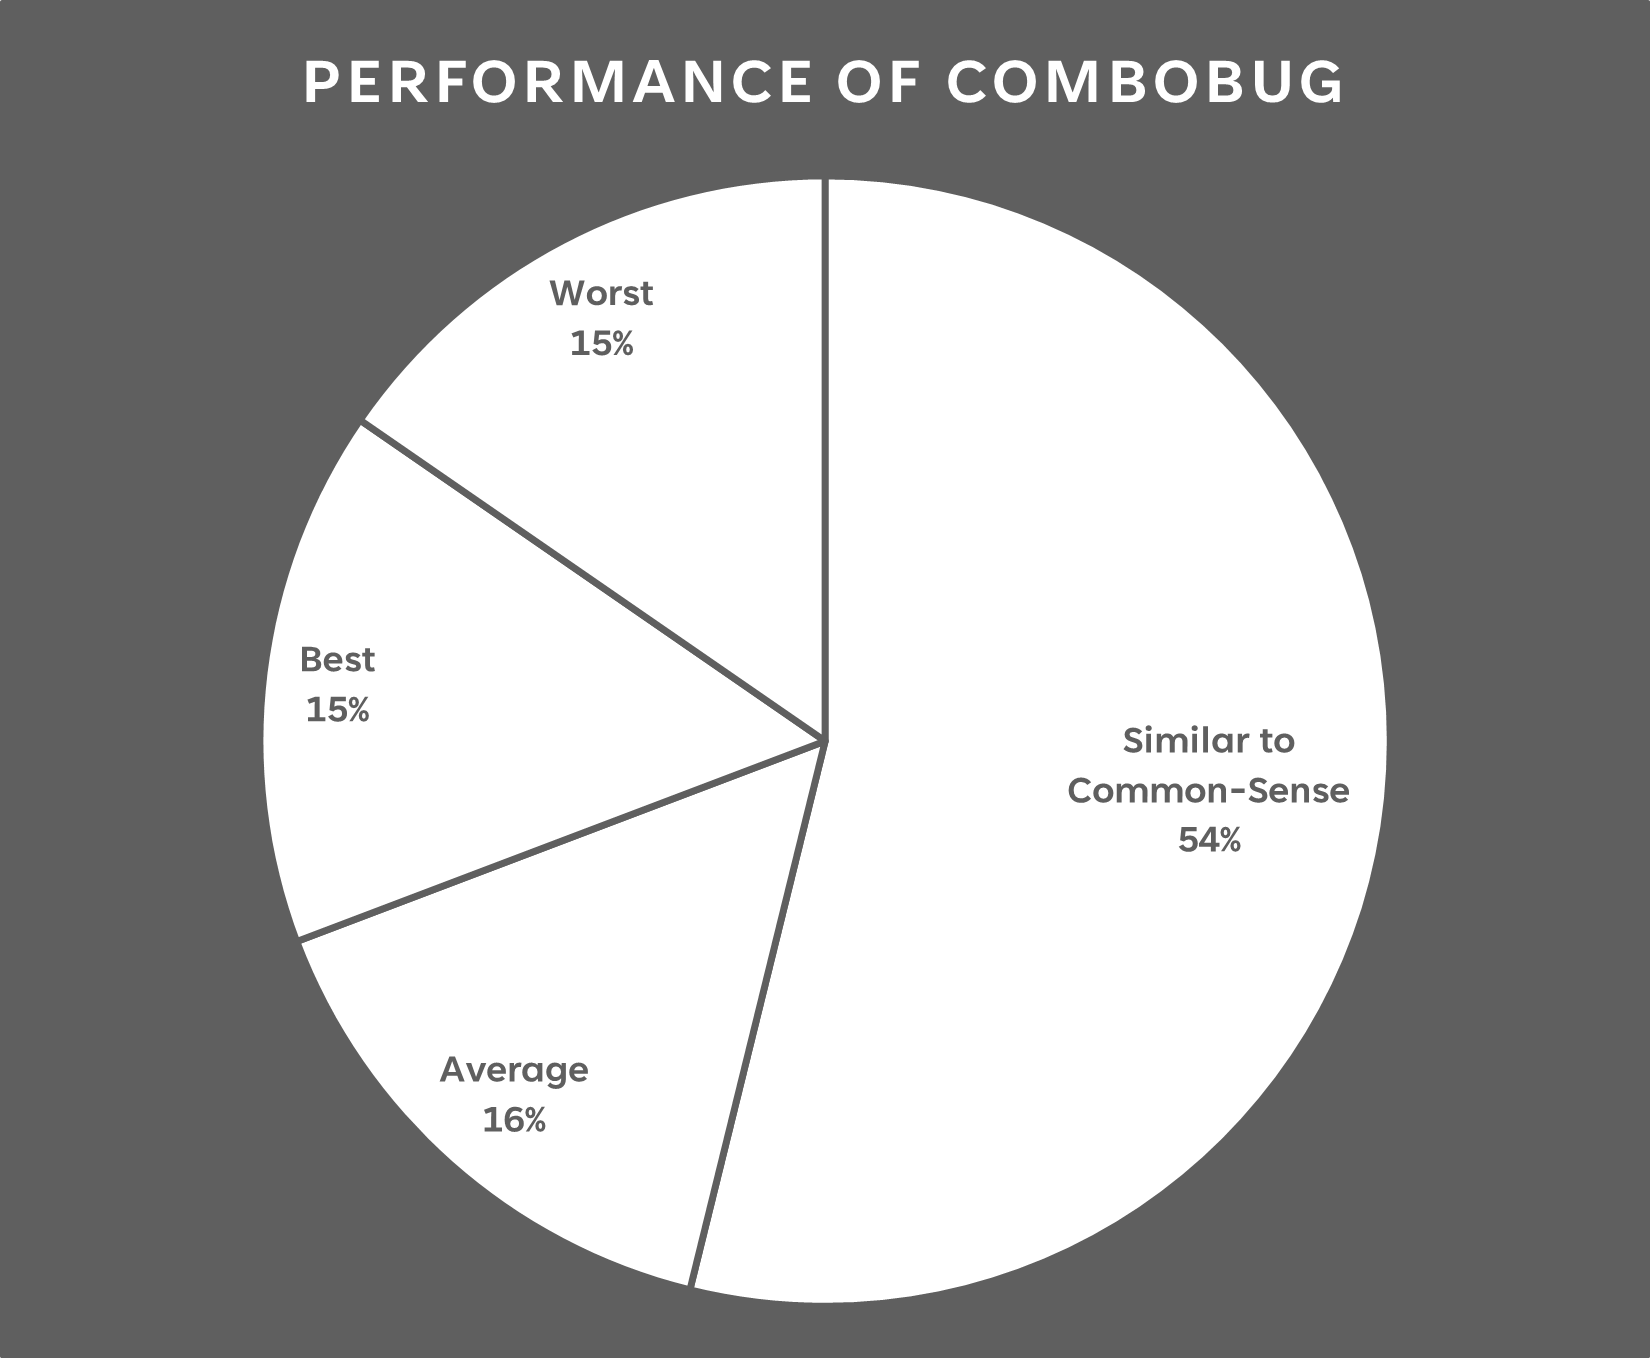 PERFORMANCE OF COMBOBUG
Worst
15%
Best
15%
Similar to
Common-Sense
54%
Average
16%